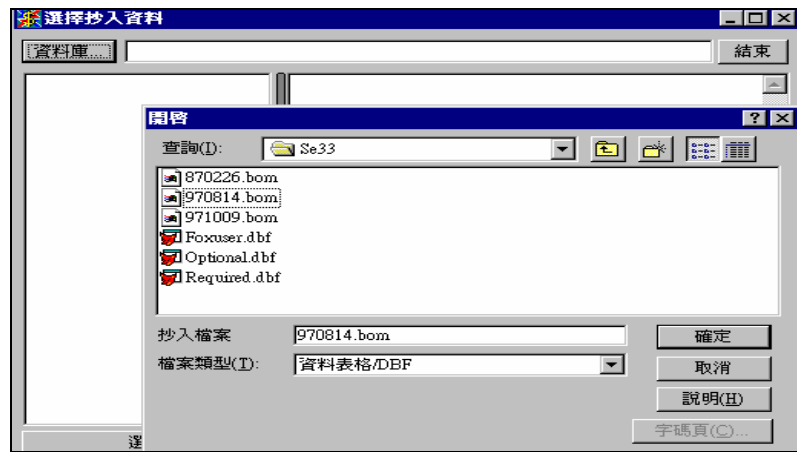 選擇抄入資料
資料庫... 結束
開啓
查詢(I): Se33
870226.bom
970814.bom
971009.bom
Foxuser.dbf
Optional.dbf
Required.dbf
抄入檔案 970814.bom 確定
檔案類型(T): 資料表格/DBF 取消
說明(H)
選 字碼頁(C)...